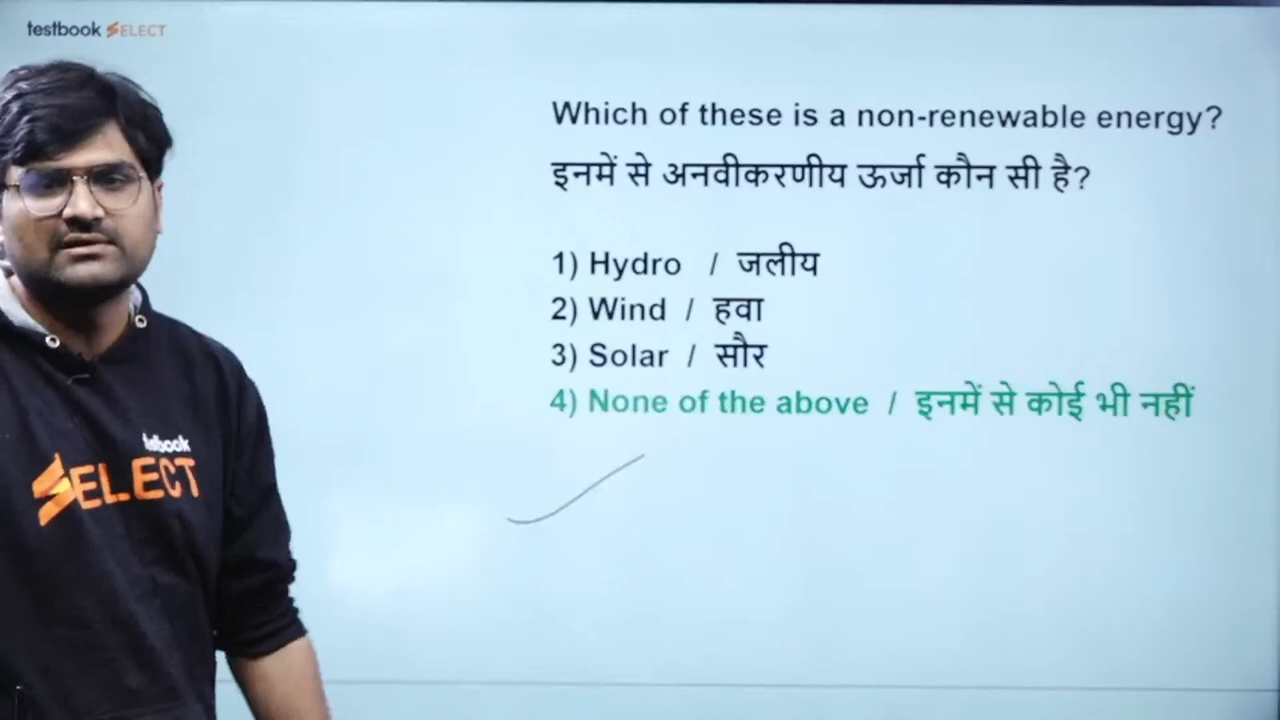 testbook SELECT
Which of these is a non-renewable energy?
इनमें से अनवीकरणीय ऊर्जा कौन सी है?
1) Hydro / जलीय
2) Wind / हवा
3) Solar / सौर
4) None of the above / इनमें से कोई भी नहीं
testbook
SELECT